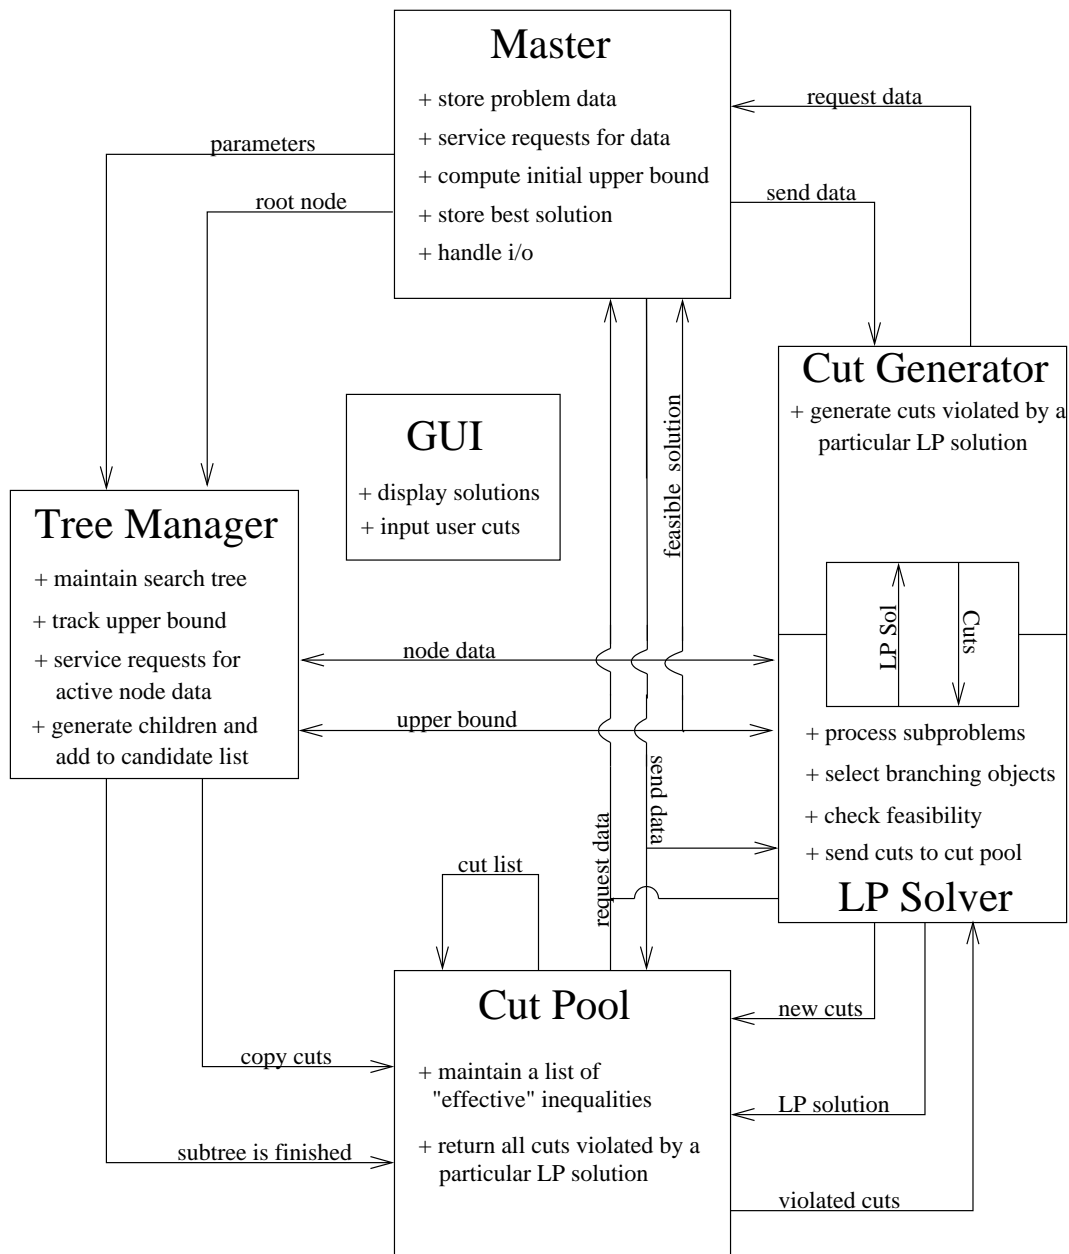 Master
+ store problem data
+ service requests for data
+ compute initial upper bound
+ store best solution
+ handle i/o
request data
send data
parameters
root node
Cut Generator
+ generate cuts violated by a
particular LP solution
GUI
+ display solutions
+ input user cuts
feasible solution
Tree Manager
+ maintain search tree
+ track upper bound
+ service requests for
active node data
+ generate children and
add to candidate list
node data
upper bound
LP Sol
Cuts
+ process subproblems
+ select branching objects
+ check feasibility
+ send cuts to cut pool
LP Solver
send data
request data
cut list
Cut Pool
+ maintain a list of
"effective" inequalities
+ return all cuts violated by a
particular LP solution
copy cuts
subtree is finished
new cuts
LP solution
violated cuts